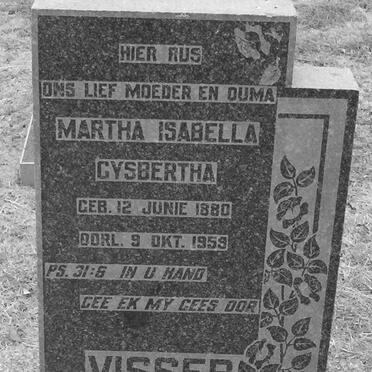 HIER RUS
ONS LIEF MOEDER EN OUMA
MARTHA ISABELLA
GYSBERTHA
GEB. 12 JUNIE 1880
OORL. 9 OKT. 1959
PS. 31:6 IN U HAND
GEE EK MY GEES OOR
VISSER